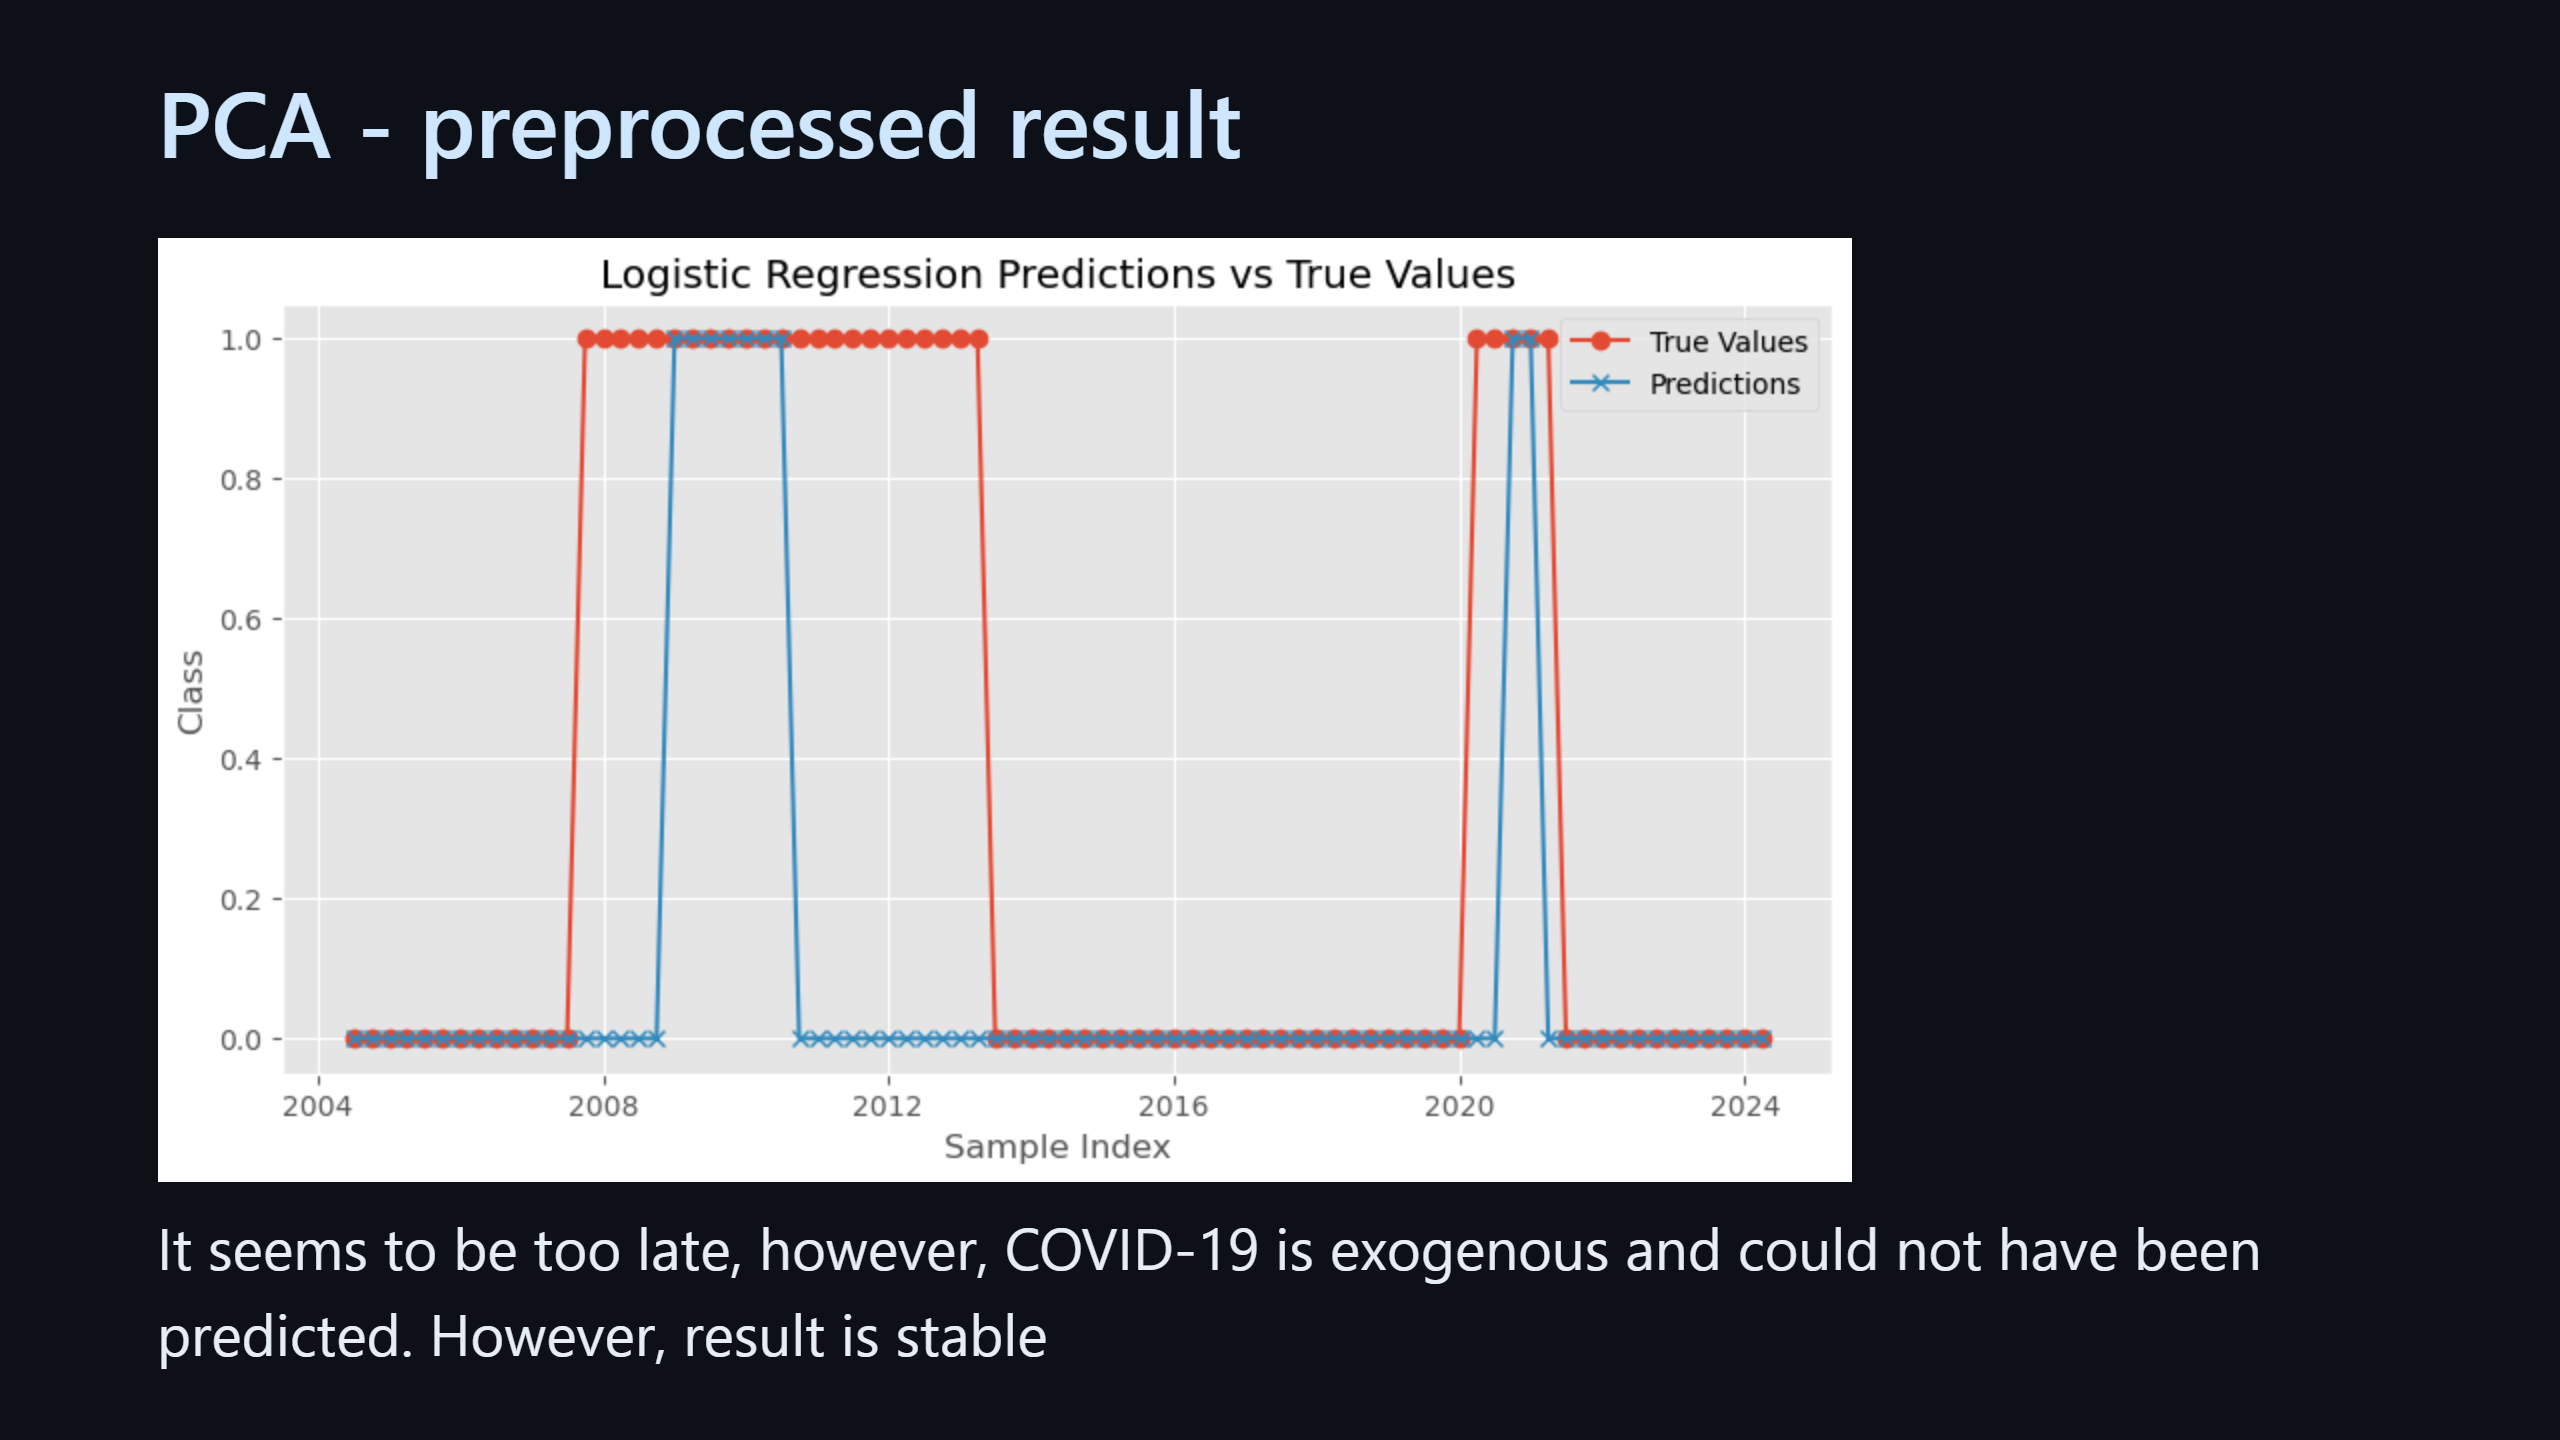 PCA - preprocessed result
Logistic Regression Predictions vs True Values
True Values
Predictions
1.0
0.8
0.6
0.4
0.2
0.0
Class
2004 2008 2012 2016 2020 2024
Sample Index
It seems to be too late, however, COVID-19 is exogenous and could not have been
predicted. However, result is stable